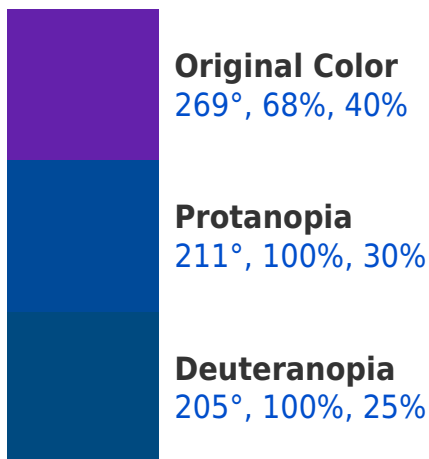 Original Color
269°, 68%, 40%
Protanopia
211°, 100%, 30%
Deuteranopia
205°, 100%, 25%